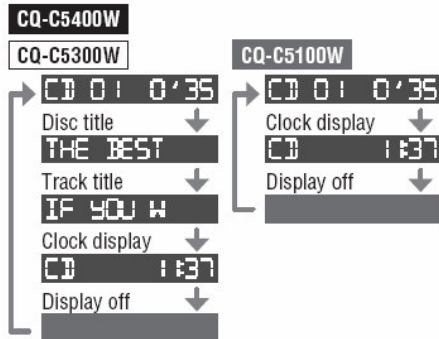 CQ-C5400W
CQ-C5300W
CD 01 0'35
Disc title
THE BEST
Track title
IF YOU W
Clock display
CD 1:37
Display off
CQ-C5100W
CD 01 0'35
Clock display
CD 1:37
Display off